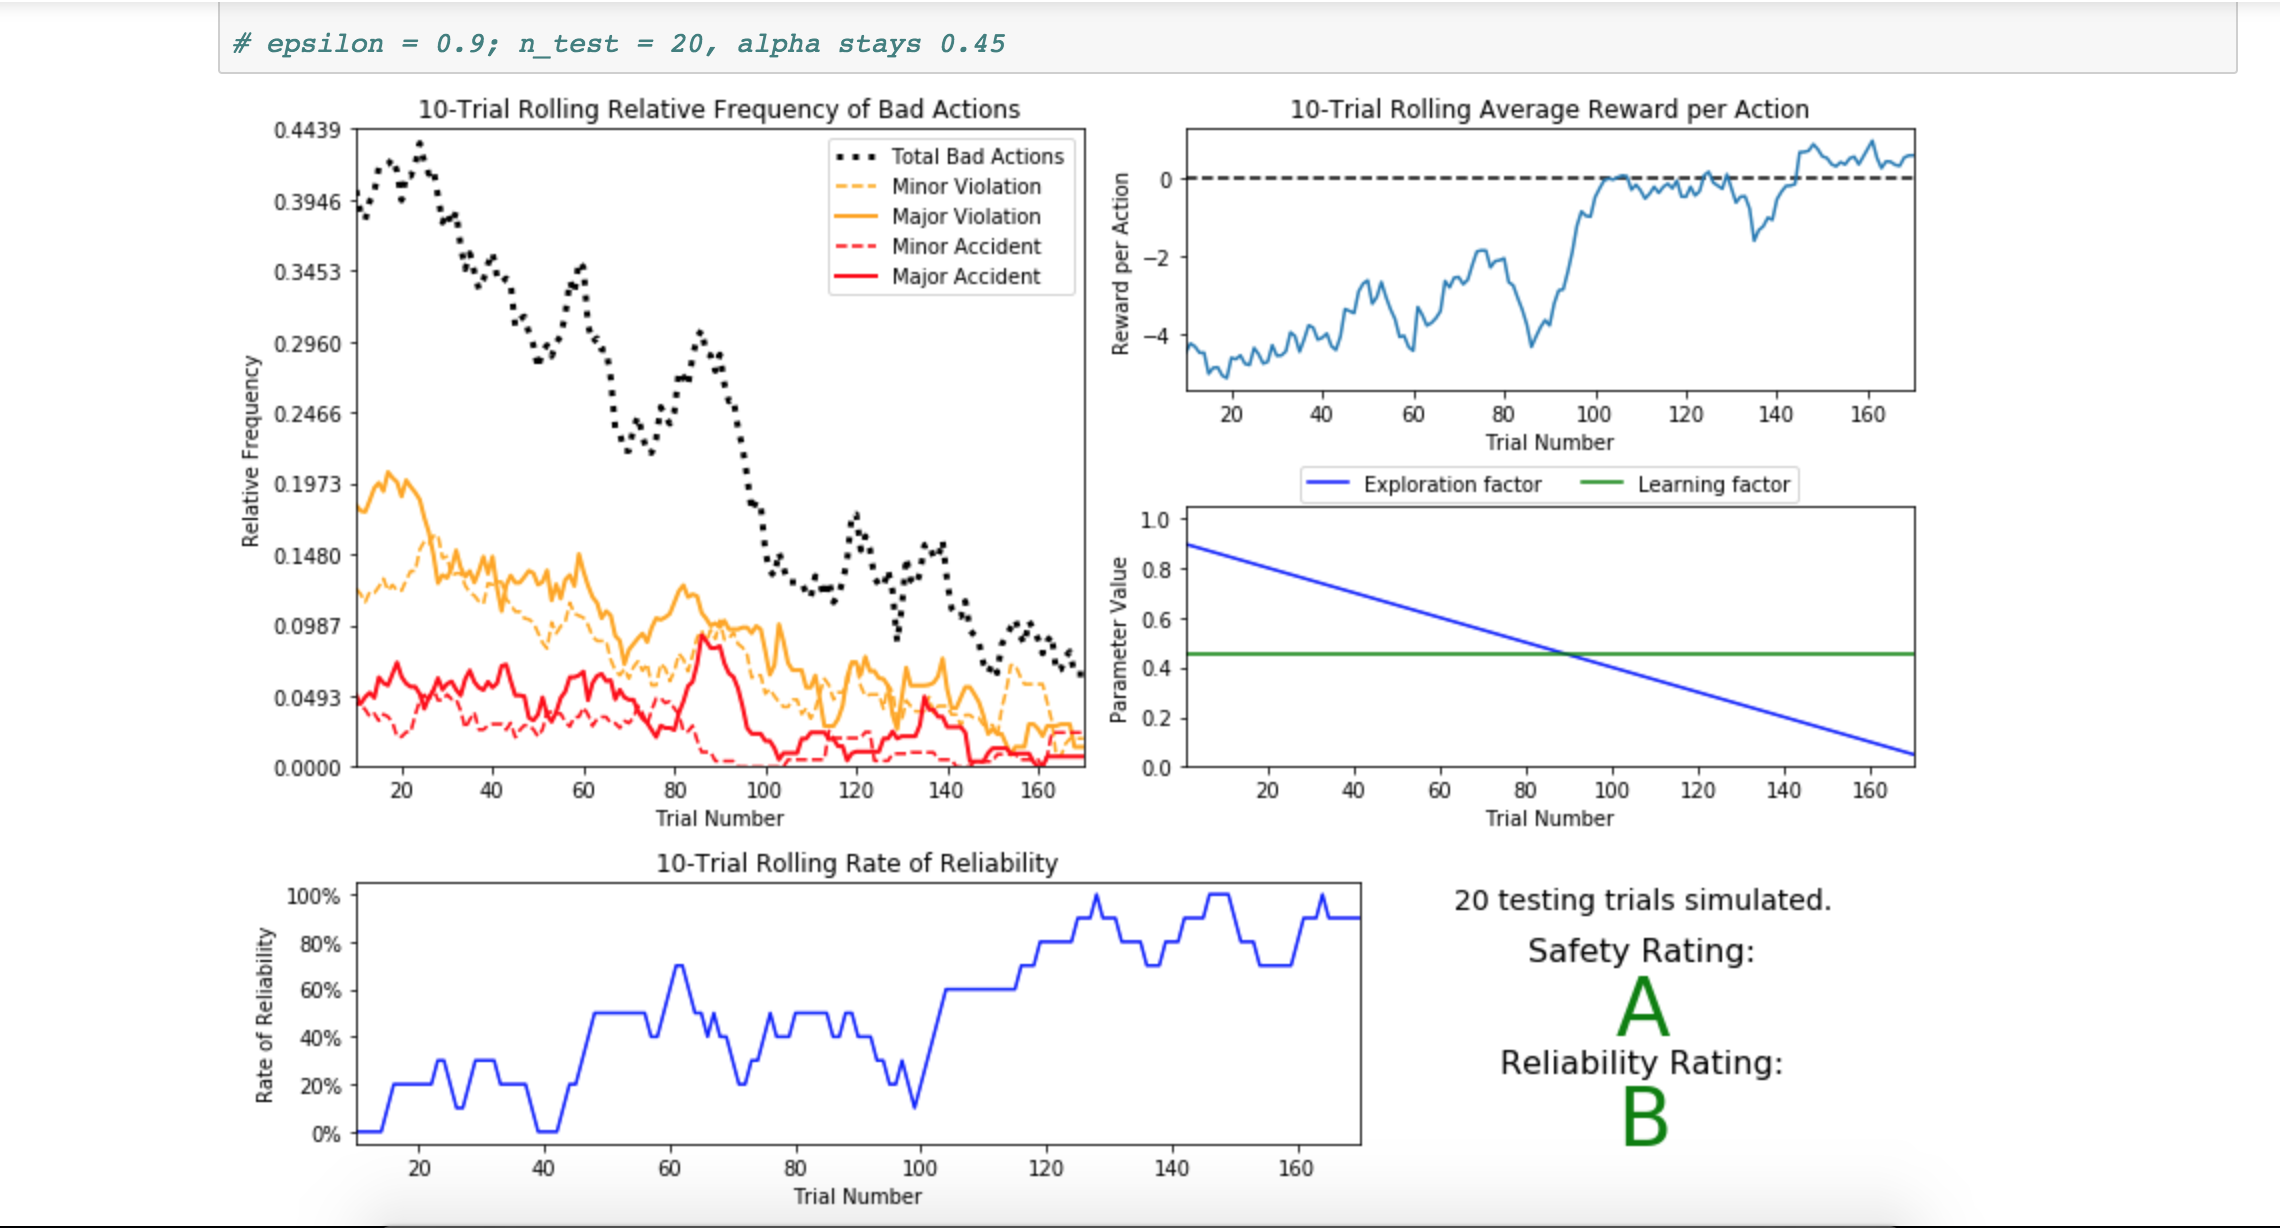 # epsilon = 0.9; n_test = 20, alpha stays 0.45
10-Trial Rolling Relative Frequency of Bad Actions
0.4439
0.3946
0.3453
0.2960
0.2466
0.1973
0.1480
0.0987
0.0493
0.0000
Relative Frequency
Total Bad Actions
Minor Violation
Major Violation
Minor Accident
Major Accident
20 40 60 80 100 120 140 160
Trial Number
10-Trial Rolling Average Reward per Action
0
−2
−4
Reward per Action
20 40 60 80 100 120 140 160
Trial Number
Exploration factor Learning factor
1.0
0.8
0.6
0.4
0.2
0.0
Parameter Value
20 40 60 80 100 120 140 160
Trial Number
10-Trial Rolling Rate of Reliability
100%
80%
60%
40%
20%
0%
Rate of Reliability
20 40 60 80 100 120 140 160
Trial Number
20 testing trials simulated.
Safety Rating:
A
Reliability Rating:
B